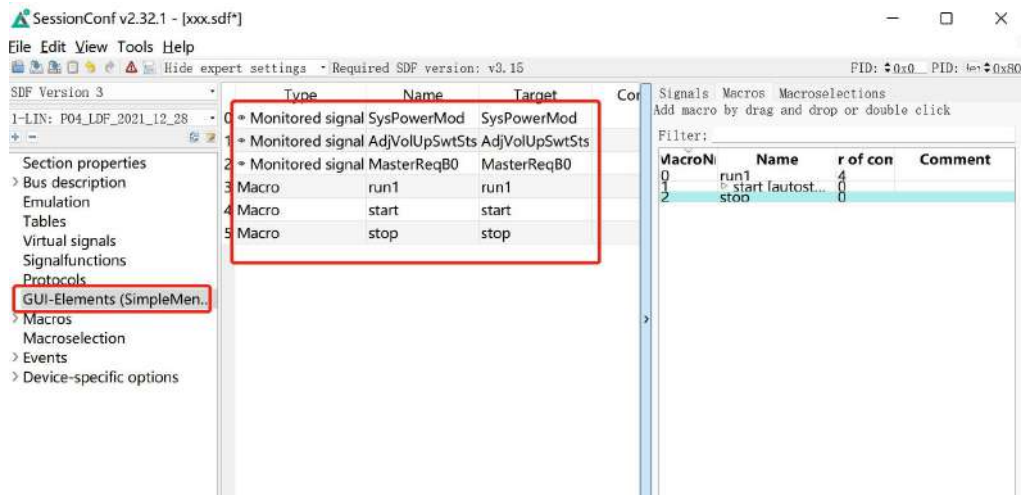 SessionConf v2.32.1 - [xxx.sdf*]
File Edit View Tools Help
Hide expert settings Required SDF version: v3.15 FID: 0x0 PID: 0x80
SDF Version 3
1-LIN: P04_LDF_2021_12_28
Section properties
Bus description
Emulation
Tables
Virtual signals
Signalfunctions
Protocols
GUI-Elements (SimpleMen..
Macros
Macroselection
Events
Device-specific options
Type Name Target Cor
0 Monitored signal SysPowerMod SysPowerMod
1 Monitored signal AdjVolUpSwtSts AdjVolUpSwtSts
2 Monitored signal MasterReqB0 MasterReqB0
3 Macro run1 run1
4 Macro start start
5 Macro stop stop
Signals Macros Macroselections
Add macro by drag and drop or double click
Filter:
MacroNu Name r of con Comment
0 run1 4
1 start [autost... 0
2 stop 0